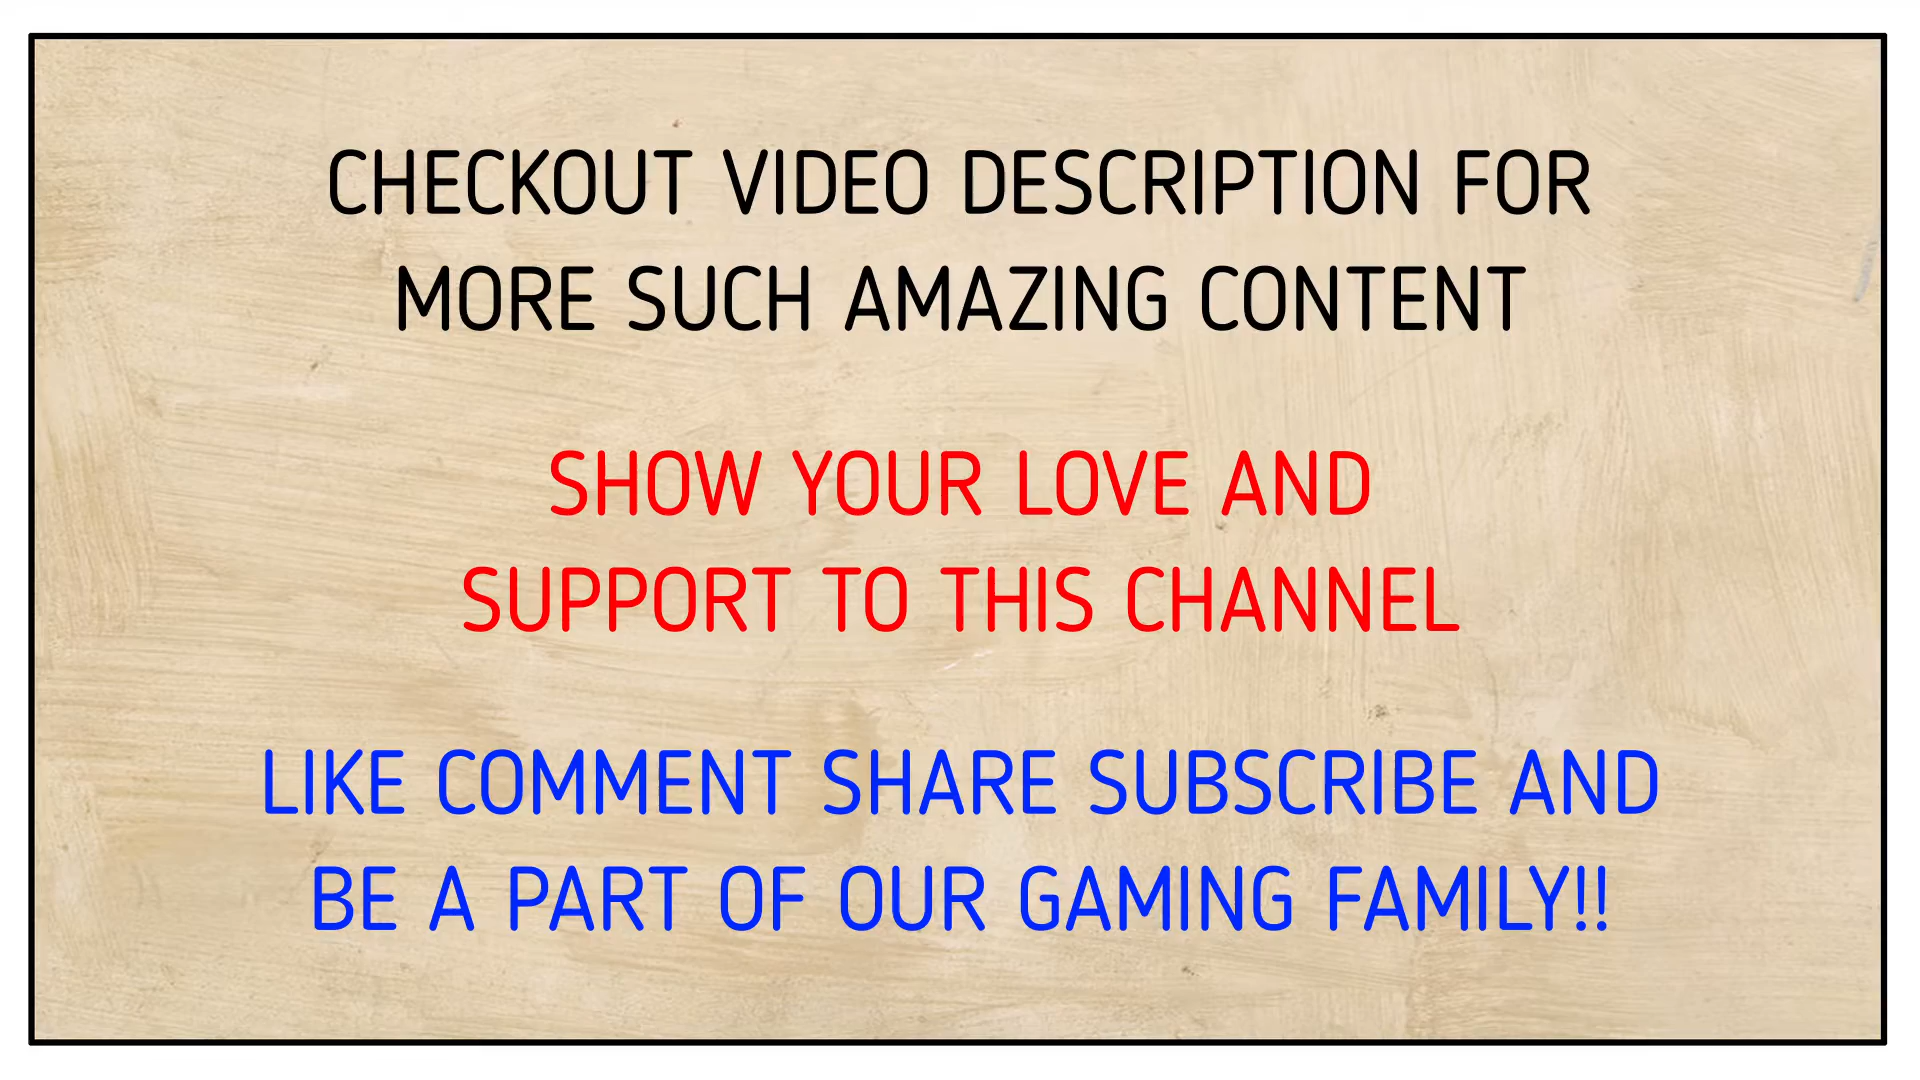 CHECKOUT VIDEO DESCRIPTION FOR
MORE SUCH AMAZING CONTENT
SHOW YOUR LOVE AND
SUPPORT TO THIS CHANNEL
LIKE COMMENT SHARE SUBSCRIBE AND
BE A PART OF OUR GAMING FAMILY!!